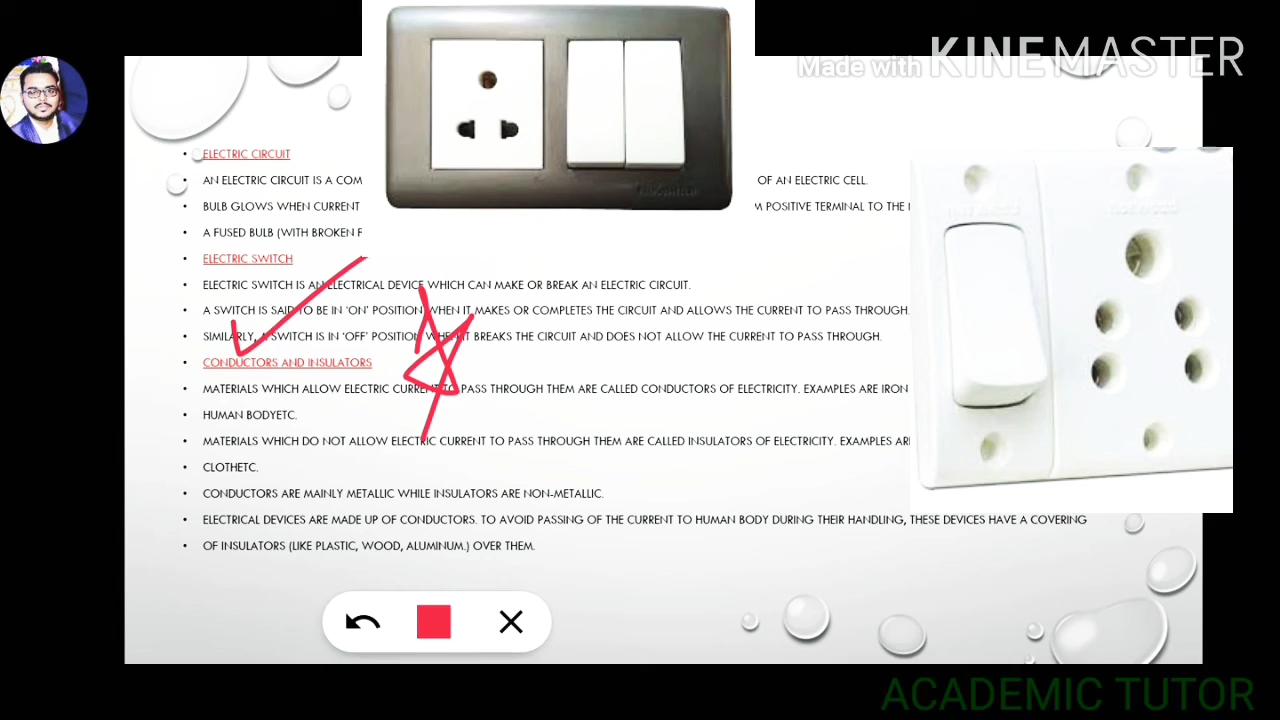 Made with KINEMASTER
ELECTRIC CIRCUIT
AN ELECTRIC CIRCUIT IS A COM OF AN ELECTRIC CELL.
BULB GLOWS WHEN CURRENT M POSITIVE TERMINAL TO THE
A FUSED BULB (WITH BROKEN F
ELECTRIC SWITCH
ELECTRIC SWITCH IS AN ELECTRICAL DEVICE WHICH CAN MAKE OR BREAK AN ELECTRIC CIRCUIT.
A SWITCH IS SAID TO BE IN ‘ON’ POSITION WHEN IT MAKES OR COMPLETES THE CIRCUIT AND ALLOWS THE CURRENT TO PASS THROUGH.
SIMILARLY, A SWITCH IS IN ‘OFF’ POSITION WHEN IT BREAKS THE CIRCUIT AND DOES NOT ALLOW THE CURRENT TO PASS THROUGH.
CONDUCTORS AND INSULATORS
MATERIALS WHICH ALLOW ELECTRIC CURRENT TO PASS THROUGH THEM ARE CALLED CONDUCTORS OF ELECTRICITY. EXAMPLES ARE IRON
HUMAN BODYETC.
MATERIALS WHICH DO NOT ALLOW ELECTRIC CURRENT TO PASS THROUGH THEM ARE CALLED INSULATORS OF ELECTRICITY. EXAMPLES AR
CLOTHETC.
CONDUCTORS ARE MAINLY METALLIC WHILE INSULATORS ARE NON-METALLIC.
ELECTRICAL DEVICES ARE MADE UP OF CONDUCTORS. TO AVOID PASSING OF THE CURRENT TO HUMAN BODY DURING THEIR HANDLING, THESE DEVICES HAVE A COVERING
OF INSULATORS (LIKE PLASTIC, WOOD, ALUMINUM.) OVER THEM.
ACADEMIC TUTOR